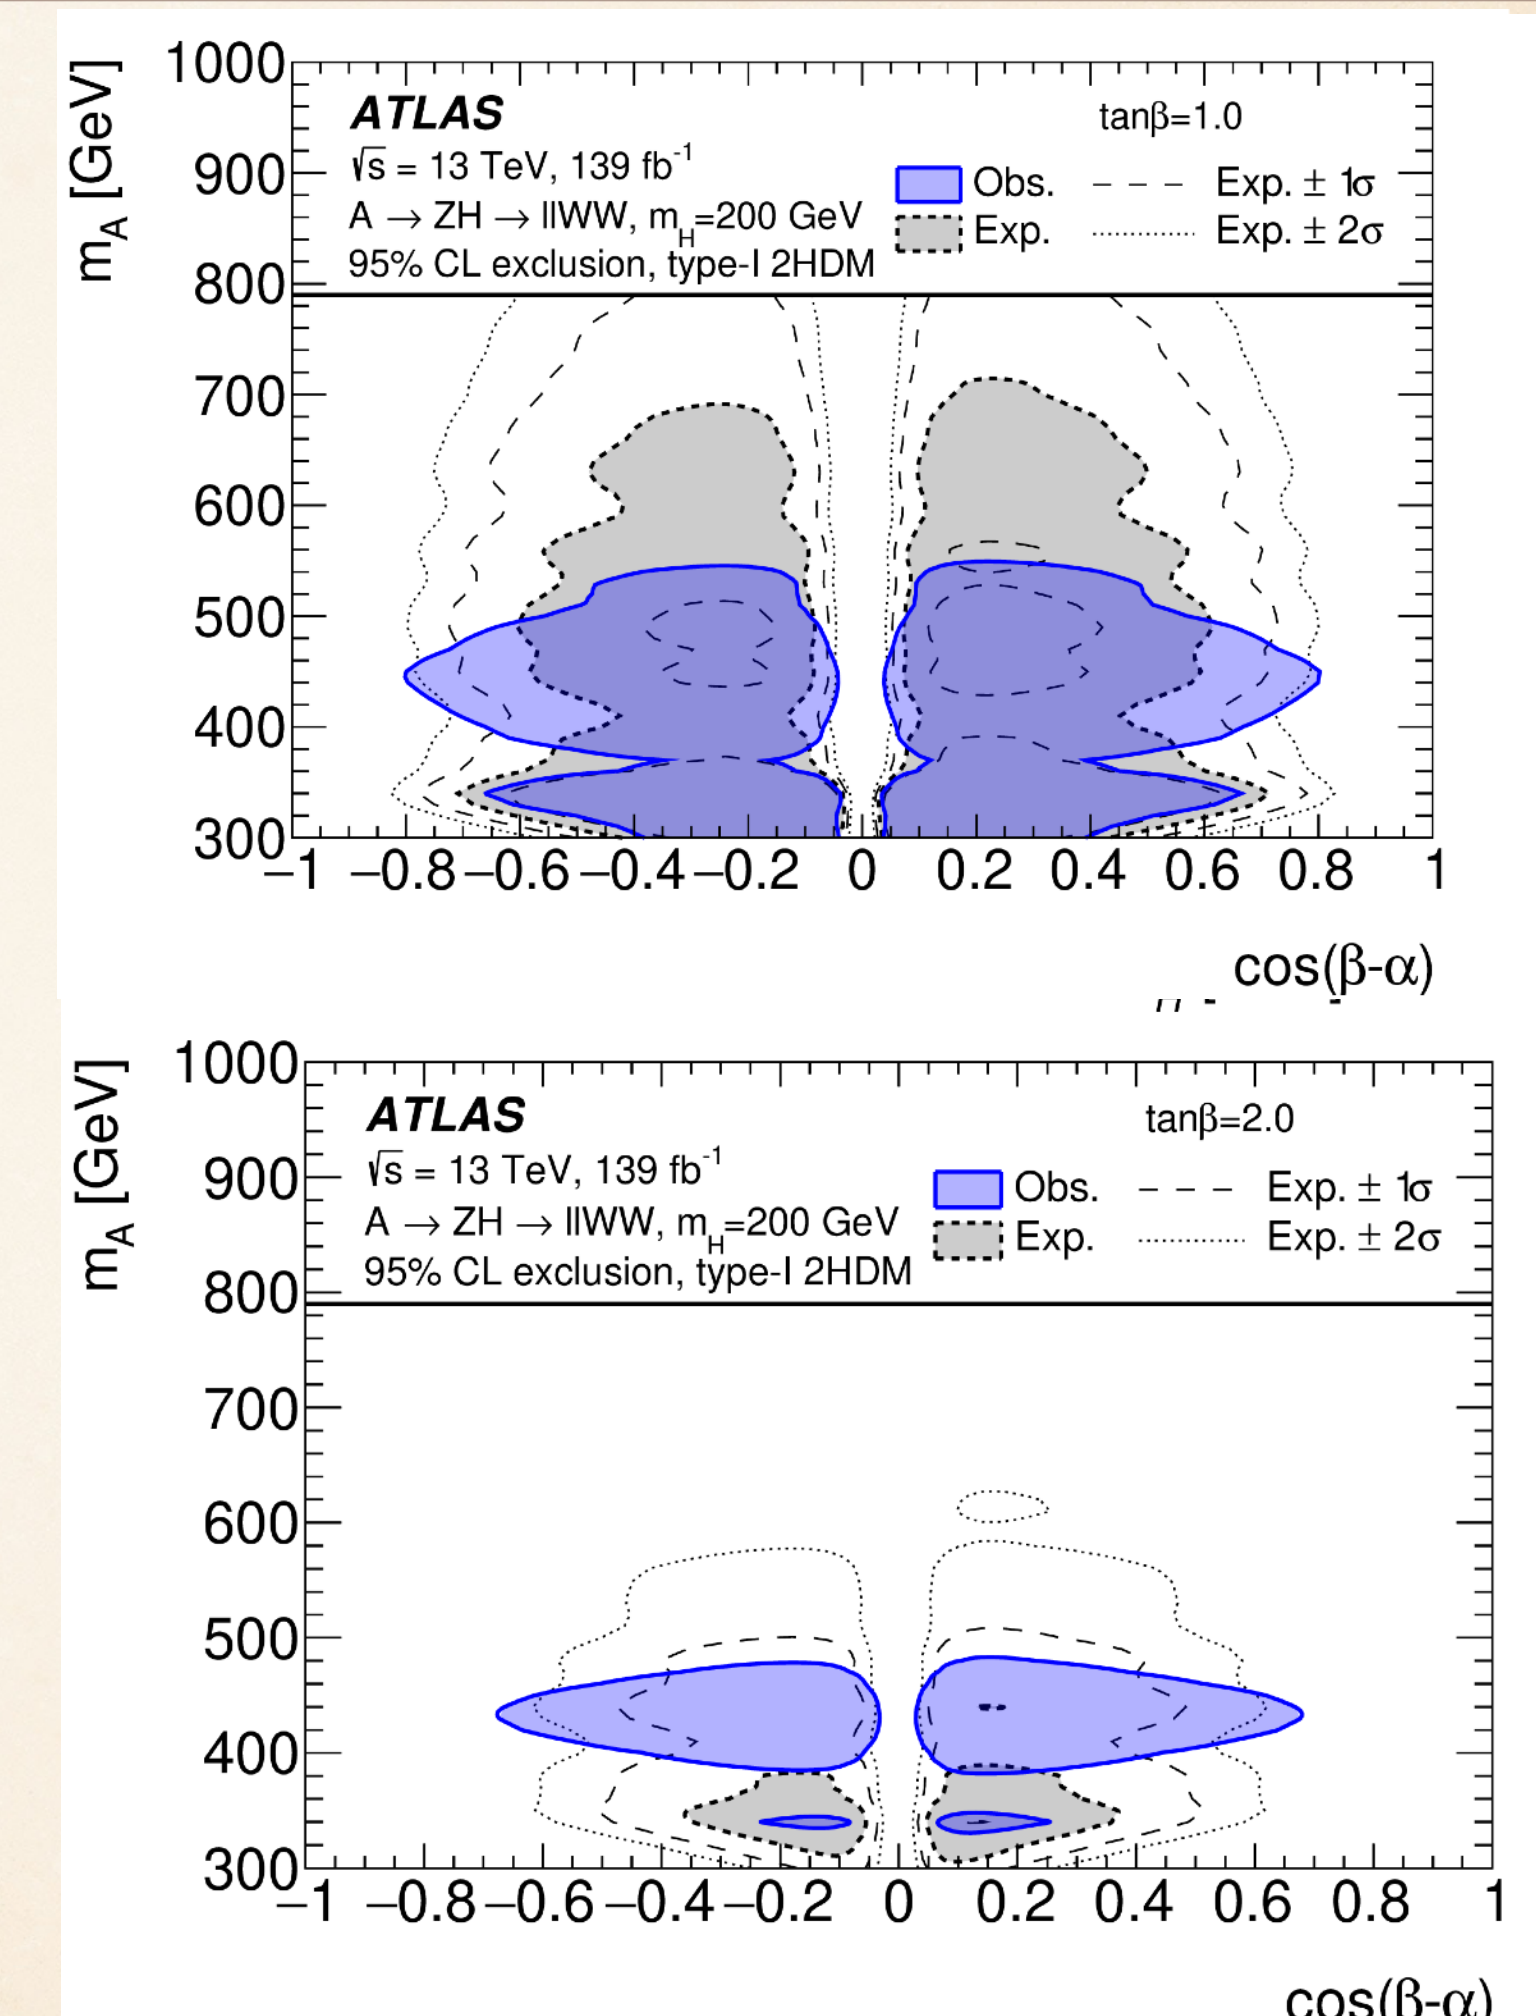 1000
900
800
700
600
500
400
300
m_A [GeV]
ATLAS
√s = 13 TeV, 139 fb⁻¹
A → ZH → llWW, m_H=200 GeV
95% CL exclusion, type-I 2HDM
tanβ=1.0
Obs.
Exp. ± 1σ
Exp.
Exp. ± 2σ
−1 −0.8 −0.6 −0.4 −0.2 0 0.2 0.4 0.6 0.8 1
cos(β-α)
1000
900
800
700
600
500
400
300
m_A [GeV]
ATLAS
√s = 13 TeV, 139 fb⁻¹
A → ZH → llWW, m_H=200 GeV
95% CL exclusion, type-I 2HDM
tanβ=2.0
Obs.
Exp. ± 1σ
Exp.
Exp. ± 2σ
−1 −0.8 −0.6 −0.4 −0.2 0 0.2 0.4 0.6 0.8 1
cos(β-α)